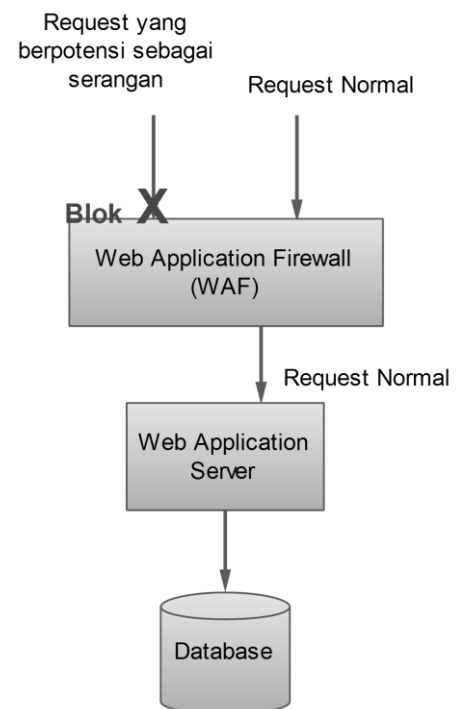 Request yang
berpotensi sebagai
serangan
Request Normal
Blok X
Web Application Firewall
(WAF)
Request Normal
Web Application
Server
Database